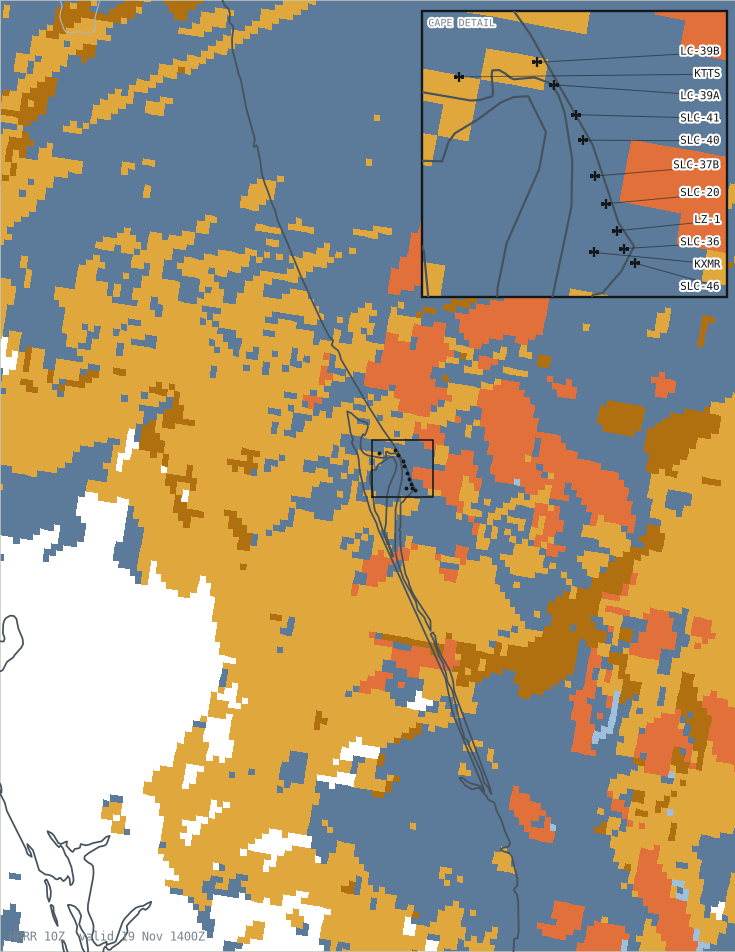 CAPE DETAIL
LC-39B
KTTS
LC-39A
SLC-41
SLC-40
SLC-37B
SLC-20
LZ-1
SLC-36
KXMR
SLC-46
HRRR 10Z valid 19 Nov 1400Z